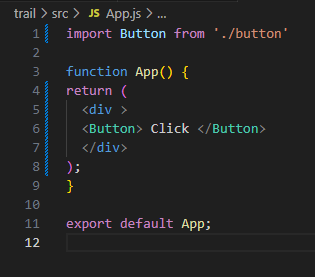 trail > src > JS App.js > ...
1 import Button from './button'
2
3 function App() {
4 return (
5 <div >
6 <Button> Click </Button>
7 </div>
8 );
9 }
10
11 export default App;
12